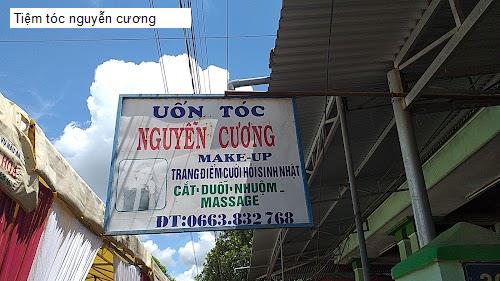 Tiệm tóc nguyễn cương
UỐN TÓC
NGUYỄN CƯƠNG
MAKE-UP
TRANG ĐIỂM CƯỚI HỎI SINH NHẬT
CẮT-DUỖI-NHUỘM-
MASSAGE
ĐT:0663.832 768
HOA